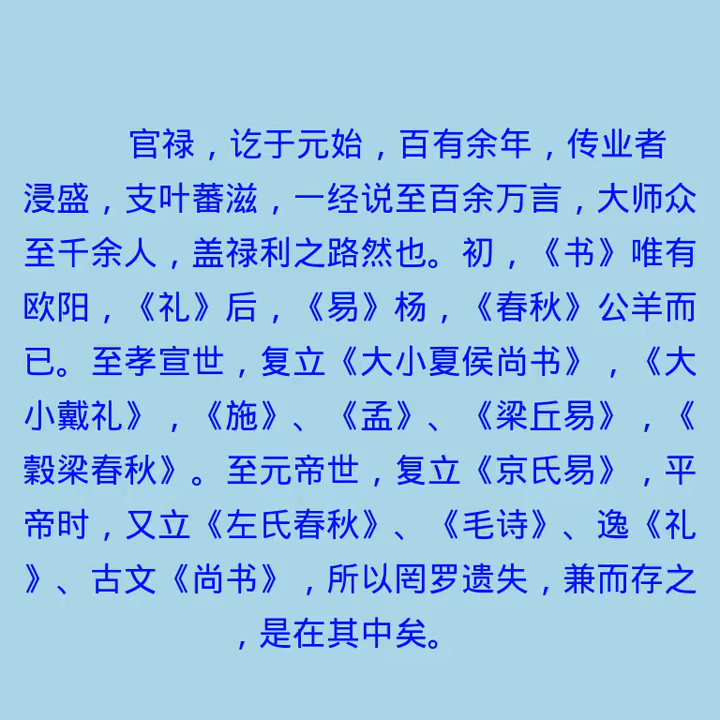 官禄，讫于元始，百有余年，传业者
浸盛，支叶蕃滋，一经说至百余万言，大师众
至千余人，盖禄利之路然也。初，《书》唯有
欧阳，《礼》后，《易》杨，《春秋》公羊而
已。至孝宣世，复立《大小夏侯尚书》，《大
小戴礼》，《施》、《孟》、《梁丘易》，《
穀梁春秋》。至元帝世，复立《京氏易》，平
帝时，又立《左氏春秋》、《毛诗》、逸《礼
》、古文《尚书》，所以罔罗遗失，兼而存之
，是在其中矣。